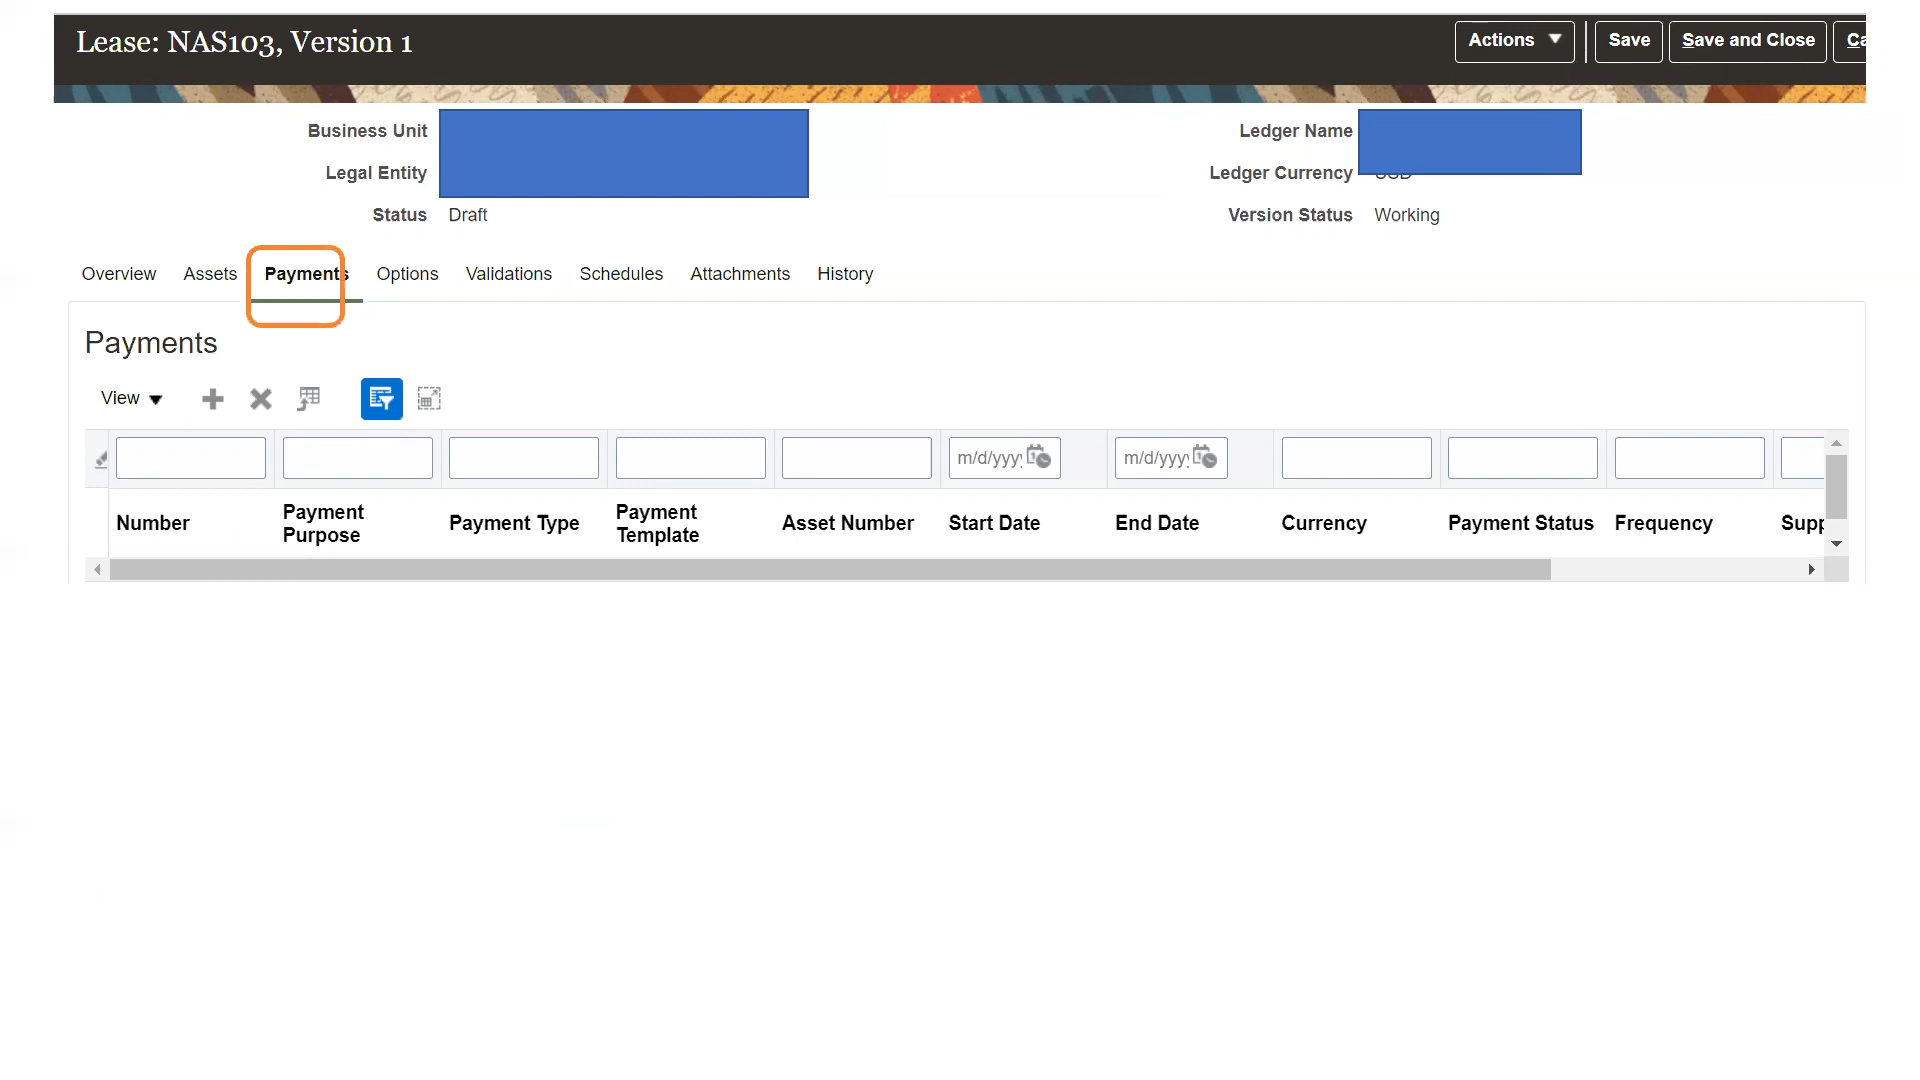 Lease: NAS103, Version 1
Actions
Save
Save and Close
Business Unit
Legal Entity
Status Draft
Ledger Name
Ledger Currency
Version Status Working
Overview Assets Payments Options Validations Schedules Attachments History
Payments
View
m/d/yyy
m/d/yyy
Number
Payment Purpose
Payment Type
Payment Template
Asset Number
Start Date
End Date
Currency
Payment Status
Frequency